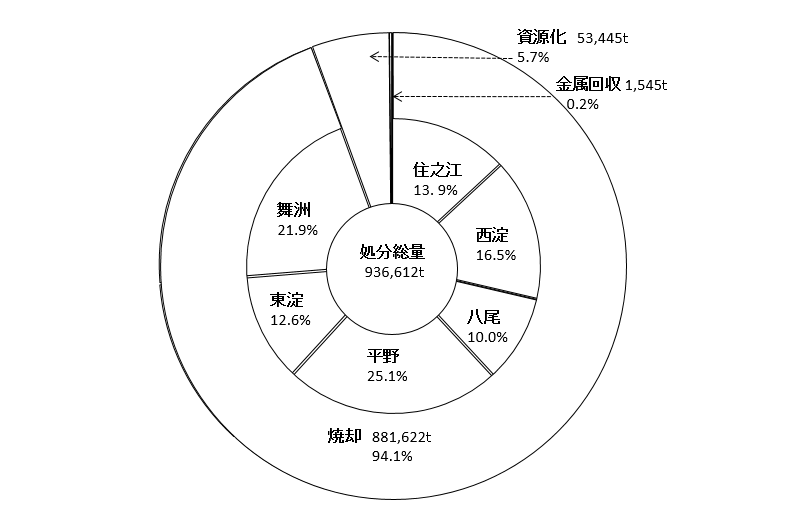 資源化 53,445t
5.7%
金属回収 1,545t
0.2%
住之江
13. 9%
舞洲
21.9%
西淀
16.5%
処分総量
936,612t
東淀
12.6%
八尾
10.0%
平野
25.1%
焼却 881,622t
94.1%